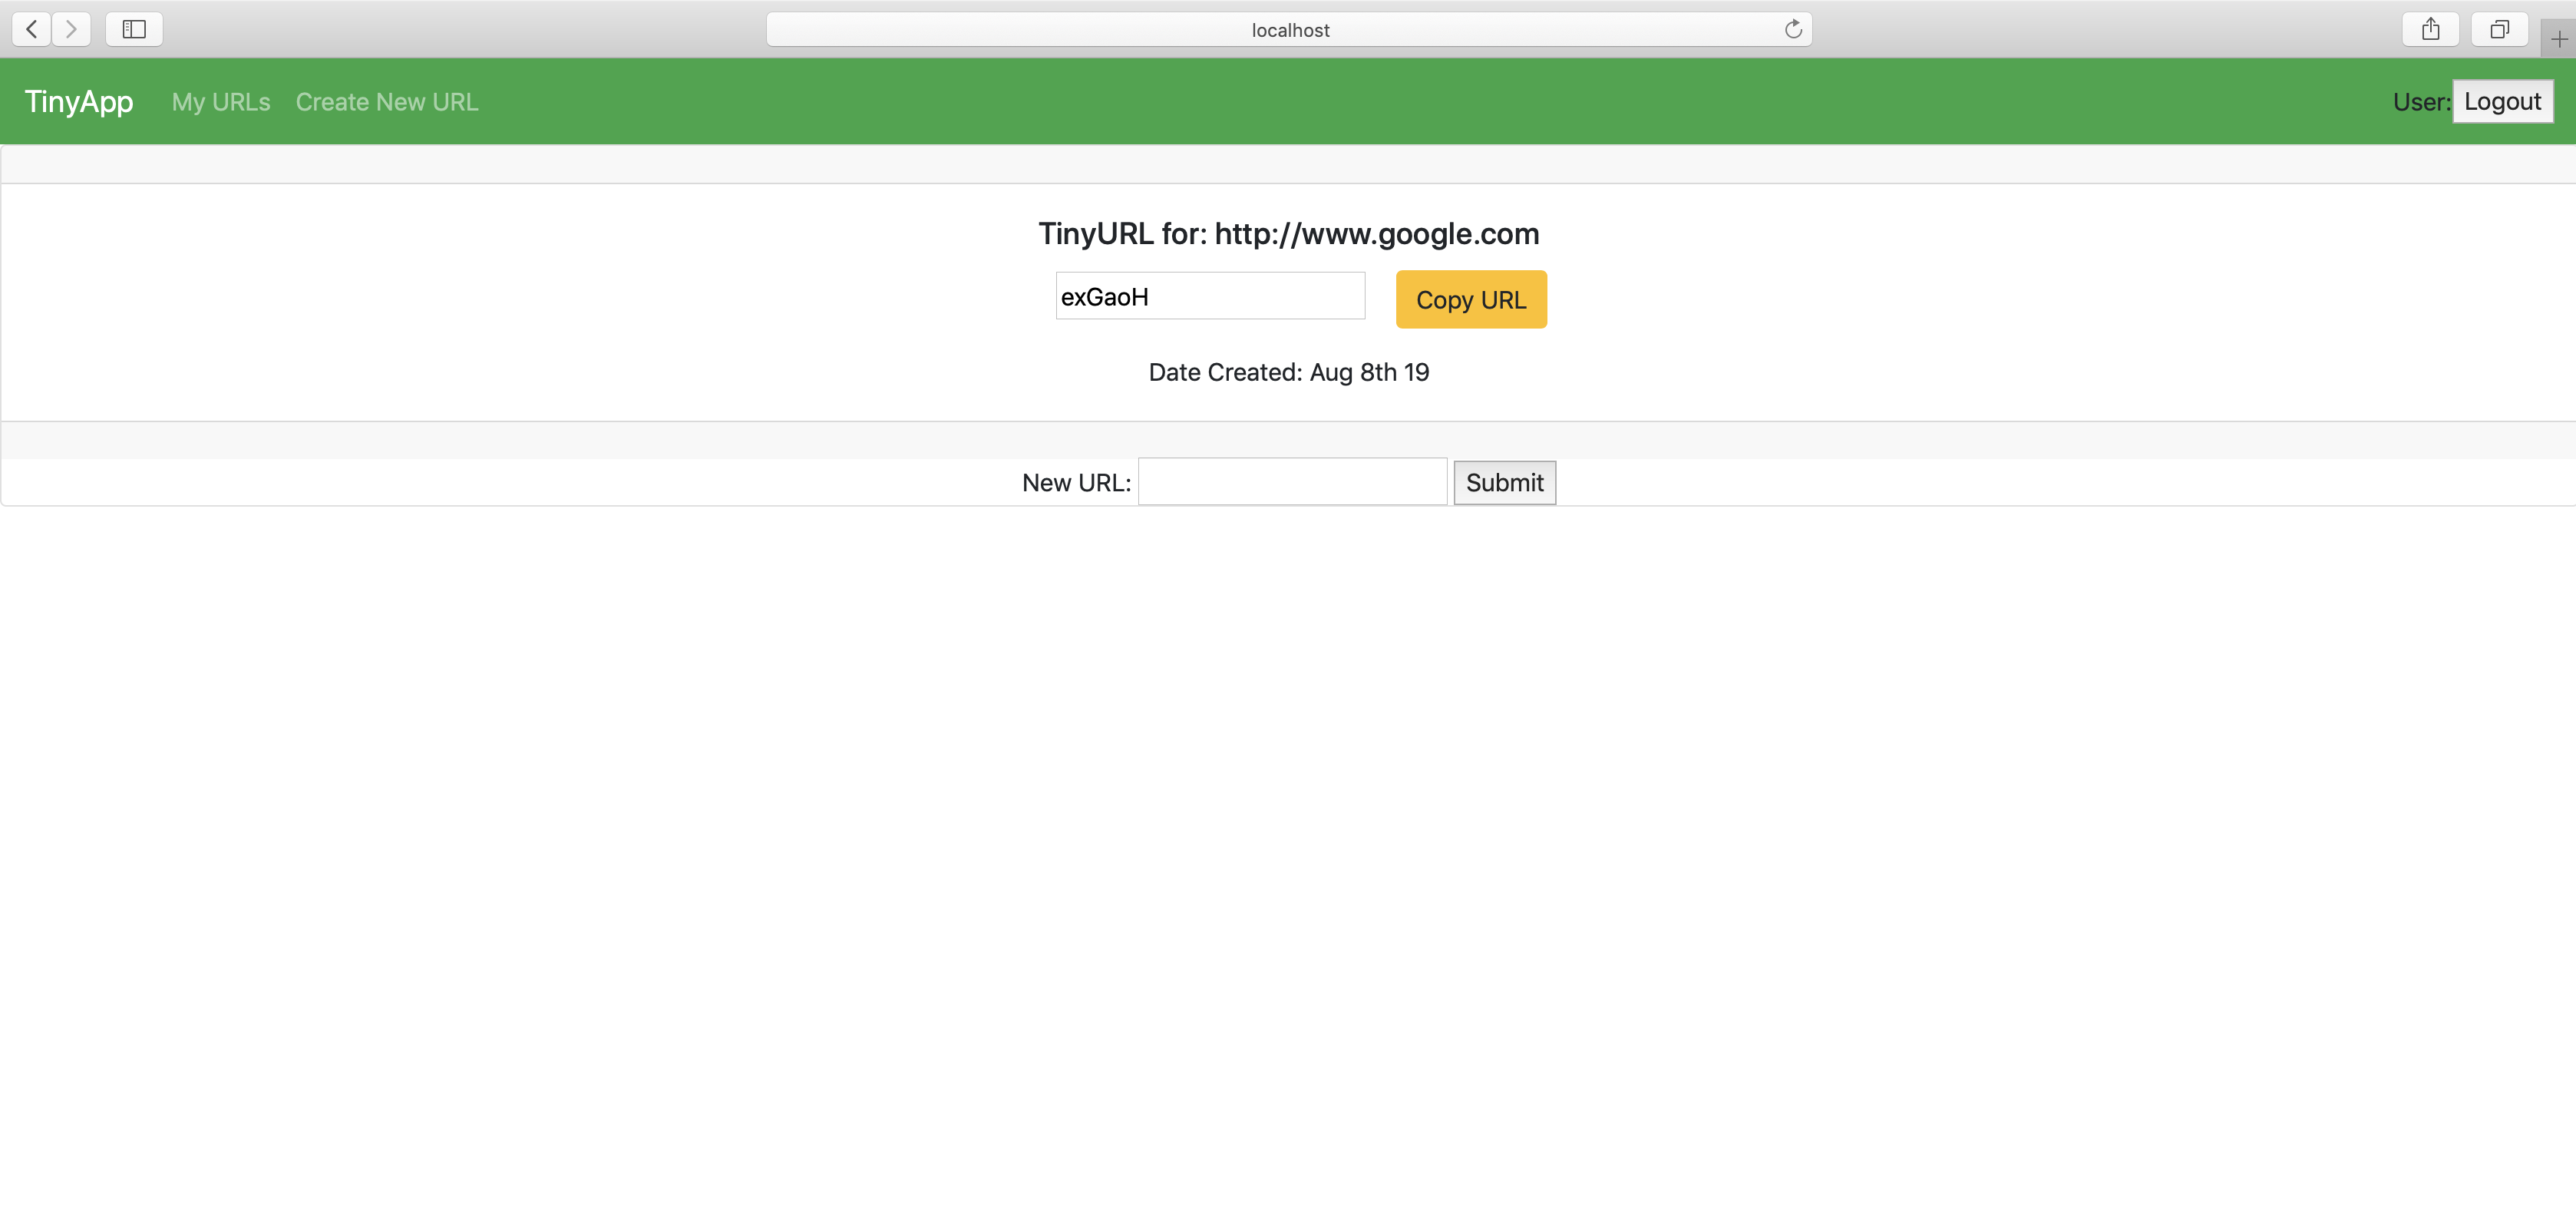 localhost
TinyApp My URLs Create New URL User: Logout
TinyURL for: http://www.google.com
exGaoH Copy URL
Date Created: Aug 8th 19
New URL: Submit